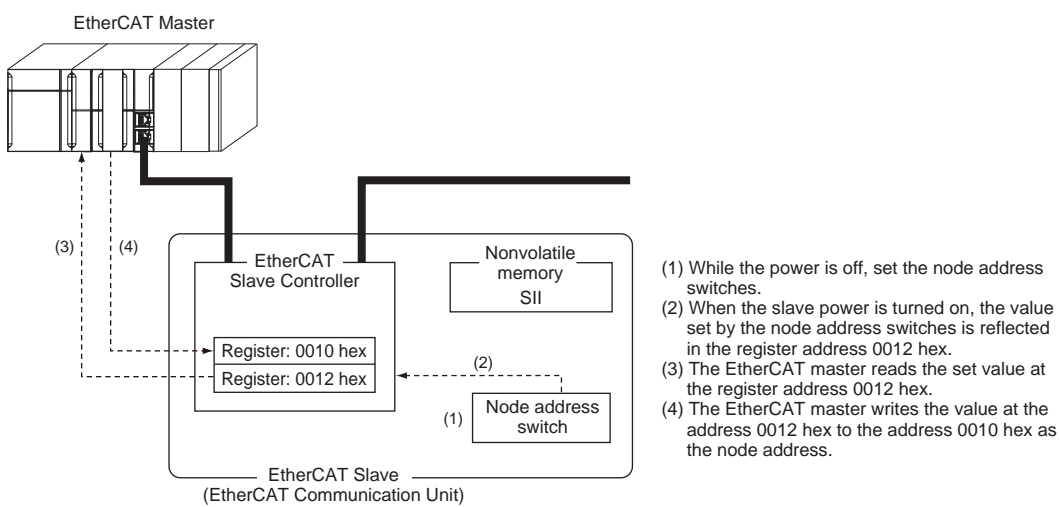 EtherCAT Master
(3)
(4)
EtherCAT
Slave Controller
Register: 0010 hex
Register: 0012 hex
Nonvolatile
memory
SII
(2)
(1)
Node address
switch
EtherCAT Slave
(EtherCAT Communication Unit)
(1) While the power is off, set the node address
switches.
(2) When the slave power is turned on, the value
set by the node address switches is reflected
in the register address 0012 hex.
(3) The EtherCAT master reads the set value at
the register address 0012 hex.
(4) The EtherCAT master writes the value at the
address 0012 hex to the address 0010 hex as
the node address.